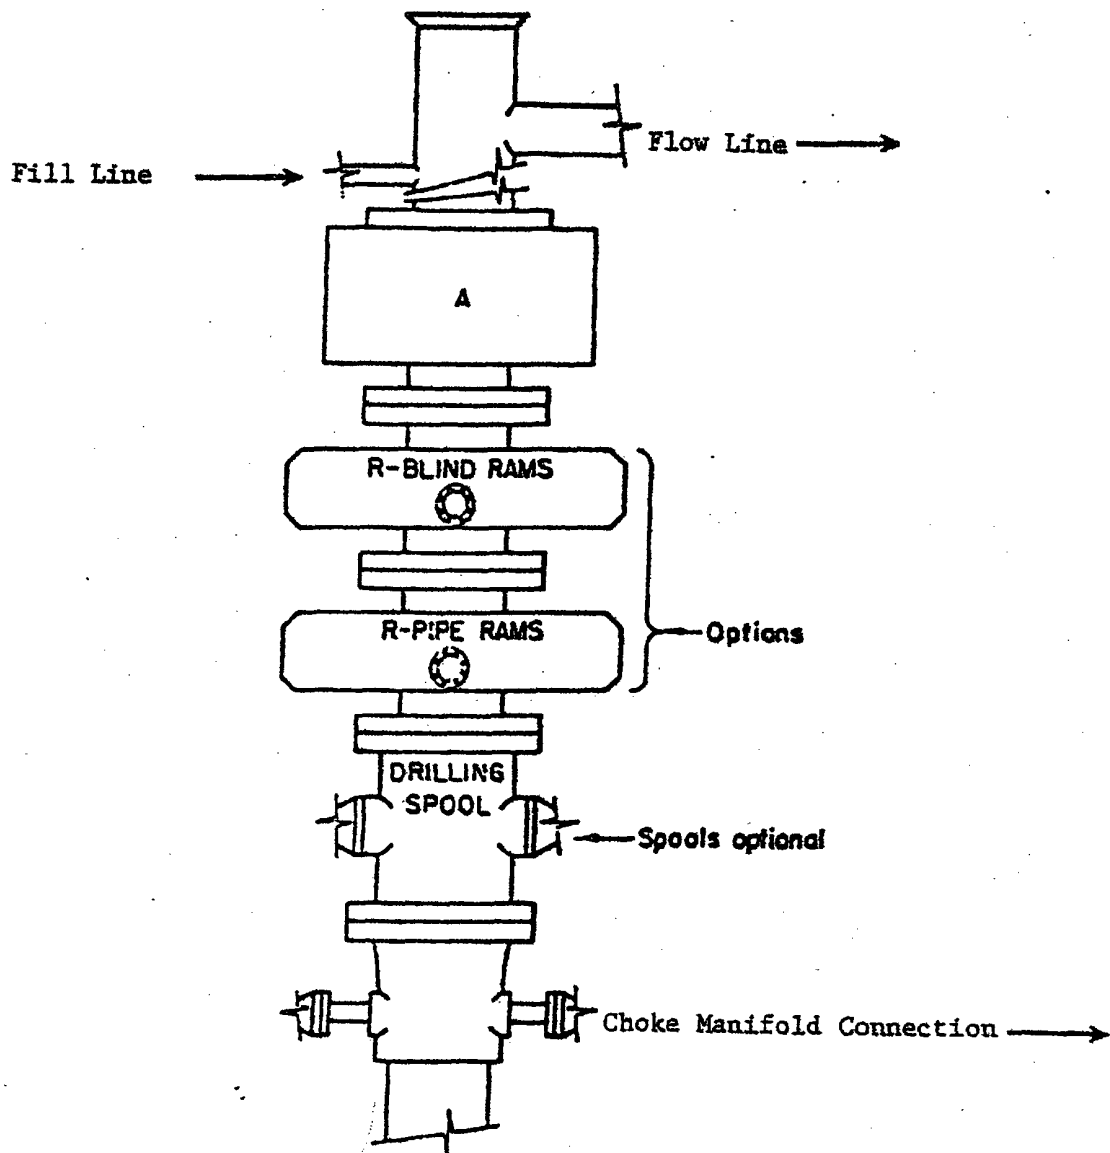 Flow Line
Fill Line
A
R-BLIND RAMS
R-PIPE RAMS
Options
DRILLING
SPOOL
Spools optional
Choke Manifold Connection